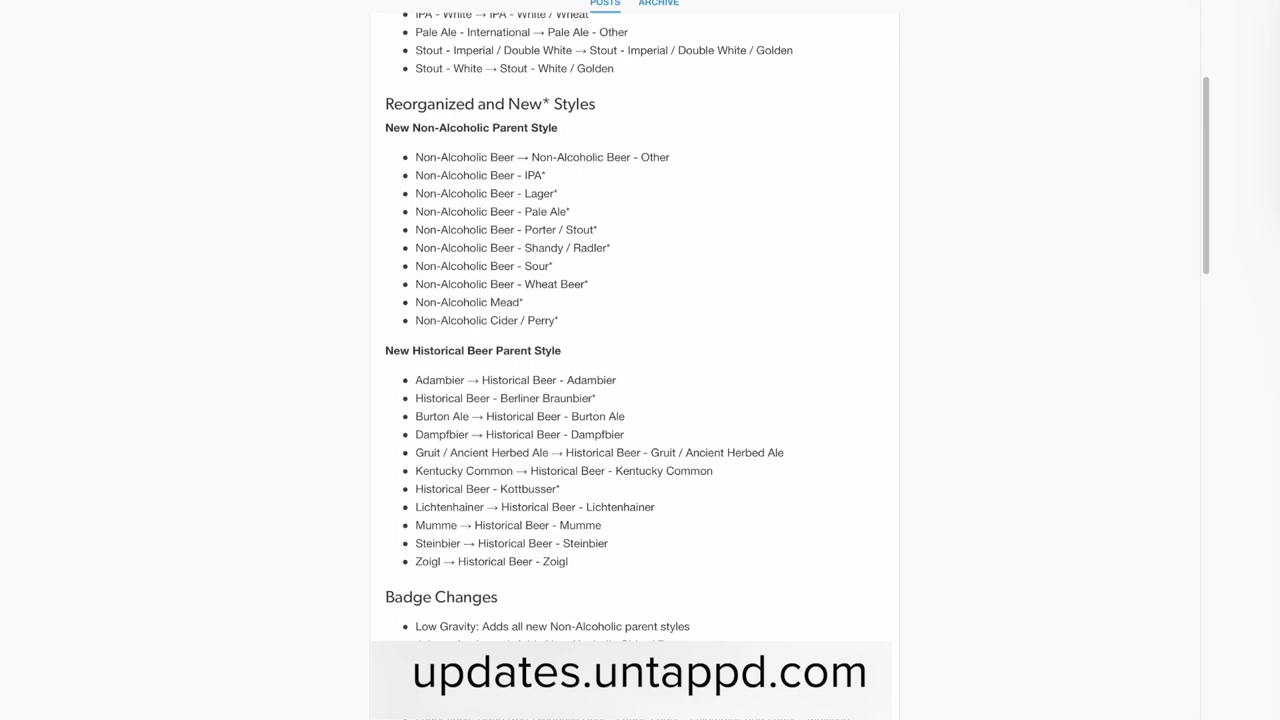 POSTS ARCHIVE
IPA - White → IPA - White / Wheat
Pale Ale - International → Pale Ale - Other
Stout - Imperial / Double White → Stout - Imperial / Double White / Golden
Stout - White → Stout - White / Golden
Reorganized and New* Styles
New Non-Alcoholic Parent Style
Non-Alcoholic Beer → Non-Alcoholic Beer - Other
Non-Alcoholic Beer - IPA*
Non-Alcoholic Beer - Lager*
Non-Alcoholic Beer - Pale Ale*
Non-Alcoholic Beer - Porter / Stout*
Non-Alcoholic Beer - Shandy / Radler*
Non-Alcoholic Beer - Sour*
Non-Alcoholic Beer - Wheat Beer*
Non-Alcoholic Mead*
Non-Alcoholic Cider / Perry*
New Historical Beer Parent Style
Adambier → Historical Beer - Adambier
Historical Beer - Berliner Braunbier*
Burton Ale → Historical Beer - Burton Ale
Dampfbier → Historical Beer - Dampfbier
Gruit / Ancient Herbed Ale → Historical Beer - Gruit / Ancient Herbed Ale
Kentucky Common → Historical Beer - Kentucky Common
Historical Beer - Kottbusser*
Lichtenhainer → Historical Beer - Lichtenhainer
Mumme → Historical Beer - Mumme
Steinbier → Historical Beer - Steinbier
Zoigl → Historical Beer - Zoigl
Badge Changes
Low Gravity: Adds all new Non-Alcoholic parent styles
updates.untappd.com